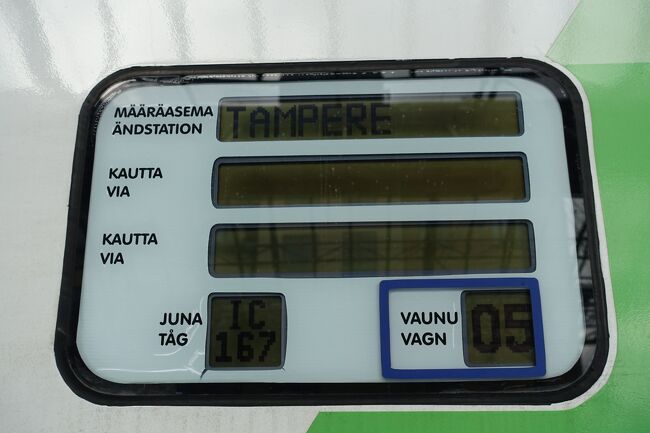 MÄÄRÄASEMA
ÄNDSTATION
TAMPERE
KAUTTA
VIA
KAUTTA
VIA
JUNA
TÅG
IC
167
VAUNU
VAGN
05